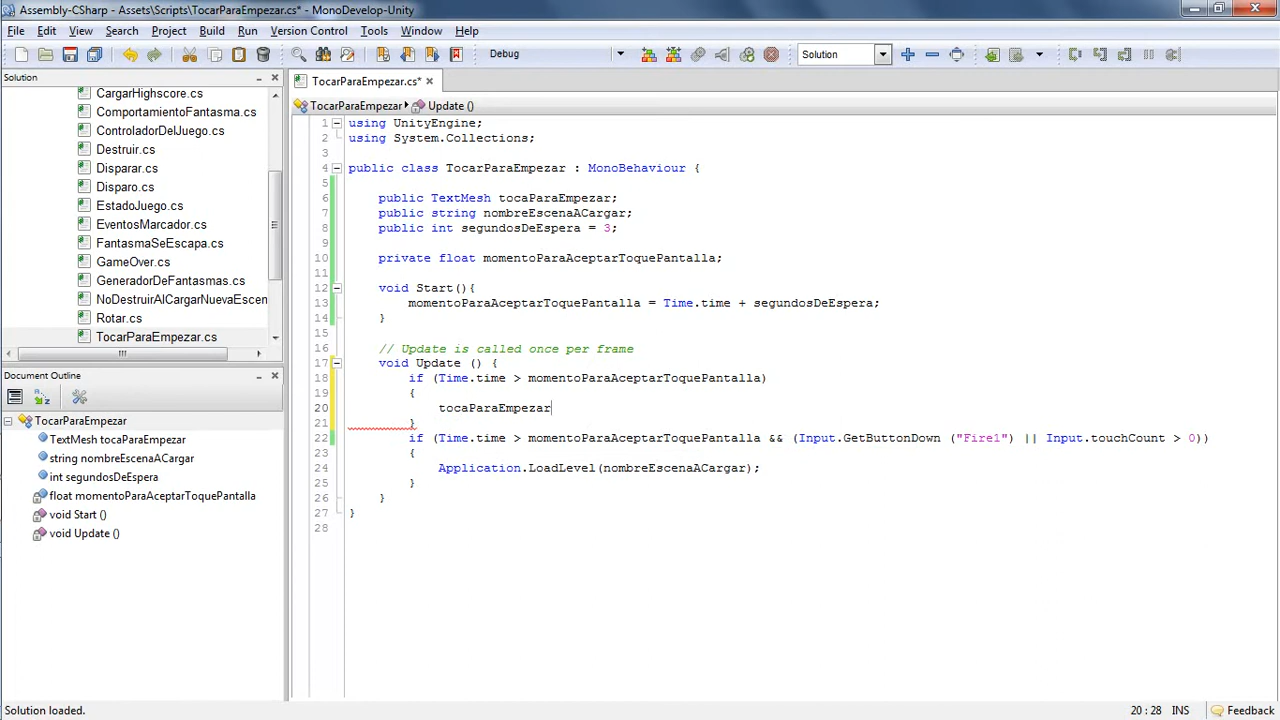 Assembly-CSharp - Assets\Scripts\TocarParaEmpezar.cs* - MonoDevelop-Unity
File Edit View Search Project Build Run Version Control Tools Window Help
Debug Solution
Solution
CargarHighscore.cs
ComportamientoFantasma.cs
ControladorDelJuego.cs
Destruir.cs
Disparar.cs
Disparo.cs
EstadoJuego.cs
EventosMarcador.cs
FantasmaSeEscapa.cs
GameOver.cs
GeneradorDeFantasmas.cs
NoDestruirAlCargarNuevaEscen
Rotar.cs
TocarParaEmpezar.cs
Document Outline
TocarParaEmpezar
TextMesh tocaParaEmpezar
string nombreEscenaACargar
int segundosDeEspera
float momentoParaAceptarToquePantalla
void Start ()
void Update ()
TocarParaEmpezar.cs*
TocarParaEmpezar Update ()
1 using UnityEngine;
2 using System.Collections;
3
4 public class TocarParaEmpezar : MonoBehaviour {
5
6 public TextMesh tocaParaEmpezar;
7 public string nombreEscenaACargar;
8 public int segundosDeEspera = 3;
9
10 private float momentoParaAceptarToquePantalla;
11
12 void Start(){
13 momentoParaAceptarToquePantalla = Time.time + segundosDeEspera;
14 }
15
16 // Update is called once per frame
17 void Update () {
18 if (Time.time > momentoParaAceptarToquePantalla)
19 {
20 tocaParaEmpezar
21 }
22 if (Time.time > momentoParaAceptarToquePantalla && (Input.GetButtonDown ("Fire1") || Input.touchCount > 0))
23 {
24 Application.LoadLevel(nombreEscenaACargar);
25 }
26 }
27 }
28
Solution loaded. 20 : 28 INS Feedback